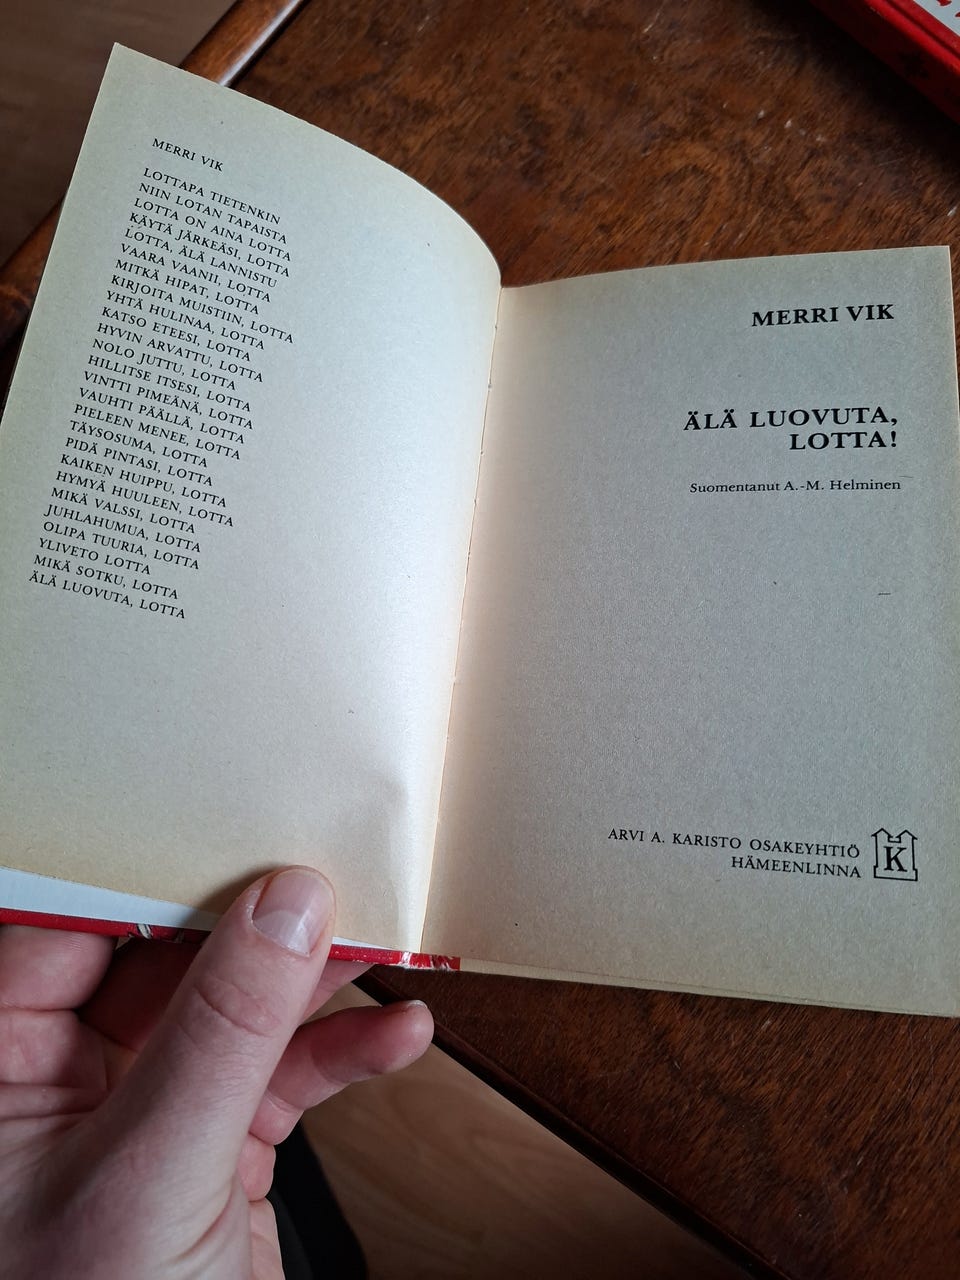 MERRI VIK
LOTTAPA TIETENKIN
NIIN LOTAN TAPAISTA
LOTTA ON AINA LOTTA
KÄYTÄ JÄRKEÄSI, LOTTA
LOTTA, ÄLÄ LANNISTU
VAARA VAANII, LOTTA
MITKÄ HIPAT, LOTTA
KIRJOITA MUISTIIN, LOTTA
YHTÄ HULINAA, LOTTA
KATSO ETEESI, LOTTA
HYVIN ARVATTU, LOTTA
NOLO JUTTU, LOTTA
HILLITSE ITSESI, LOTTA
VINTTI PIMEÄNÄ, LOTTA
VAUHTI PÄÄLLÄ, LOTTA
PIELEEN MENEE, LOTTA
TÄYSOSUMA, LOTTA
PIDÄ PINTASI, LOTTA
KAIKEN HUIPPU, LOTTA
HYMYÄ HUULEEN, LOTTA
MIKÄ VALSSI, LOTTA
JUHLAHUMUA, LOTTA
OLIPA TUURIA, LOTTA
YLIVETO LOTTA
MIKÄ SOTKU, LOTTA
ÄLÄ LUOVUTA, LOTTA
MERRI VIK
ÄLÄ LUOVUTA,
LOTTA!
Suomentanut A.-M. Helminen
ARVI A. KARISTO OSAKEYHTIÖ
HÄMEENLINNA
K